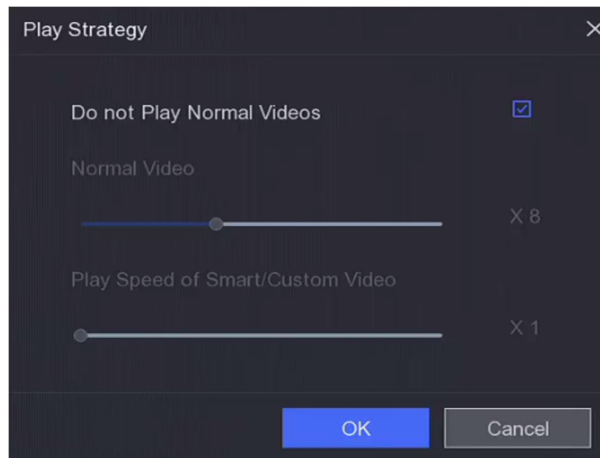 Play Strategy
Do not Play Normal Videos
Normal Video
X 8
Play Speed of Smart/Custom Video
X 1
OK
Cancel